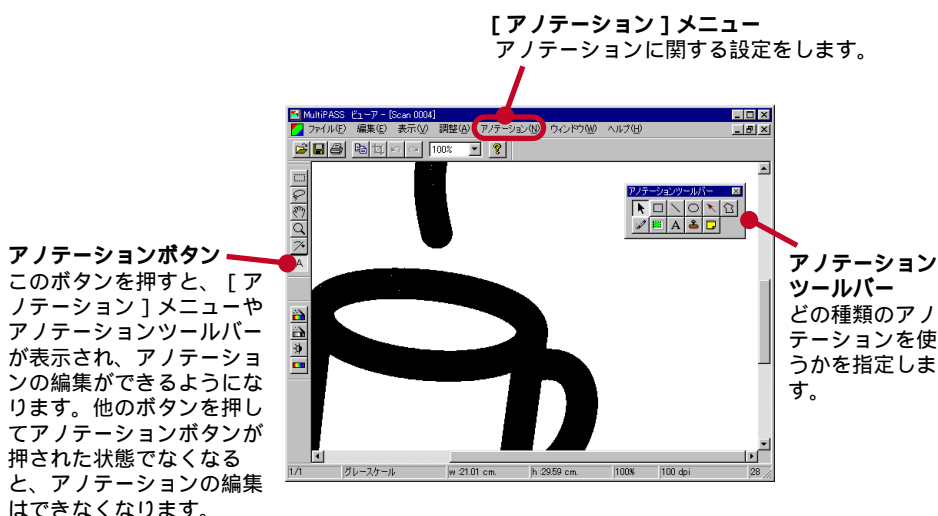 [ アノテーション ] メニュー
アノテーションに関する設定をします。
MultiPASS ビューア - [Scan 0004]
ファイル(F) 編集(E) 表示(V) 調整(A) アノテーション(N) ウィンドウ(W) ヘルプ(H)
100%
アノテーションツールバー
A
A
アノテーションボタン
このボタンを押すと、[ ア
ノテーション ] メニューや
アノテーションツールバー
が表示され、アノテーショ
ンの編集ができるようにな
ります。他のボタンを押し
てアノテーションボタンが
押された状態でなくなる
と、アノテーションの編集
はできなくなります。
アノテーション
ツールバー
どの種類のアノ
テーションを使
うかを指定しま
す。
1/1 グレースケール w :21.01 cm. h :29.59 cm. 100% 100 dpi 28